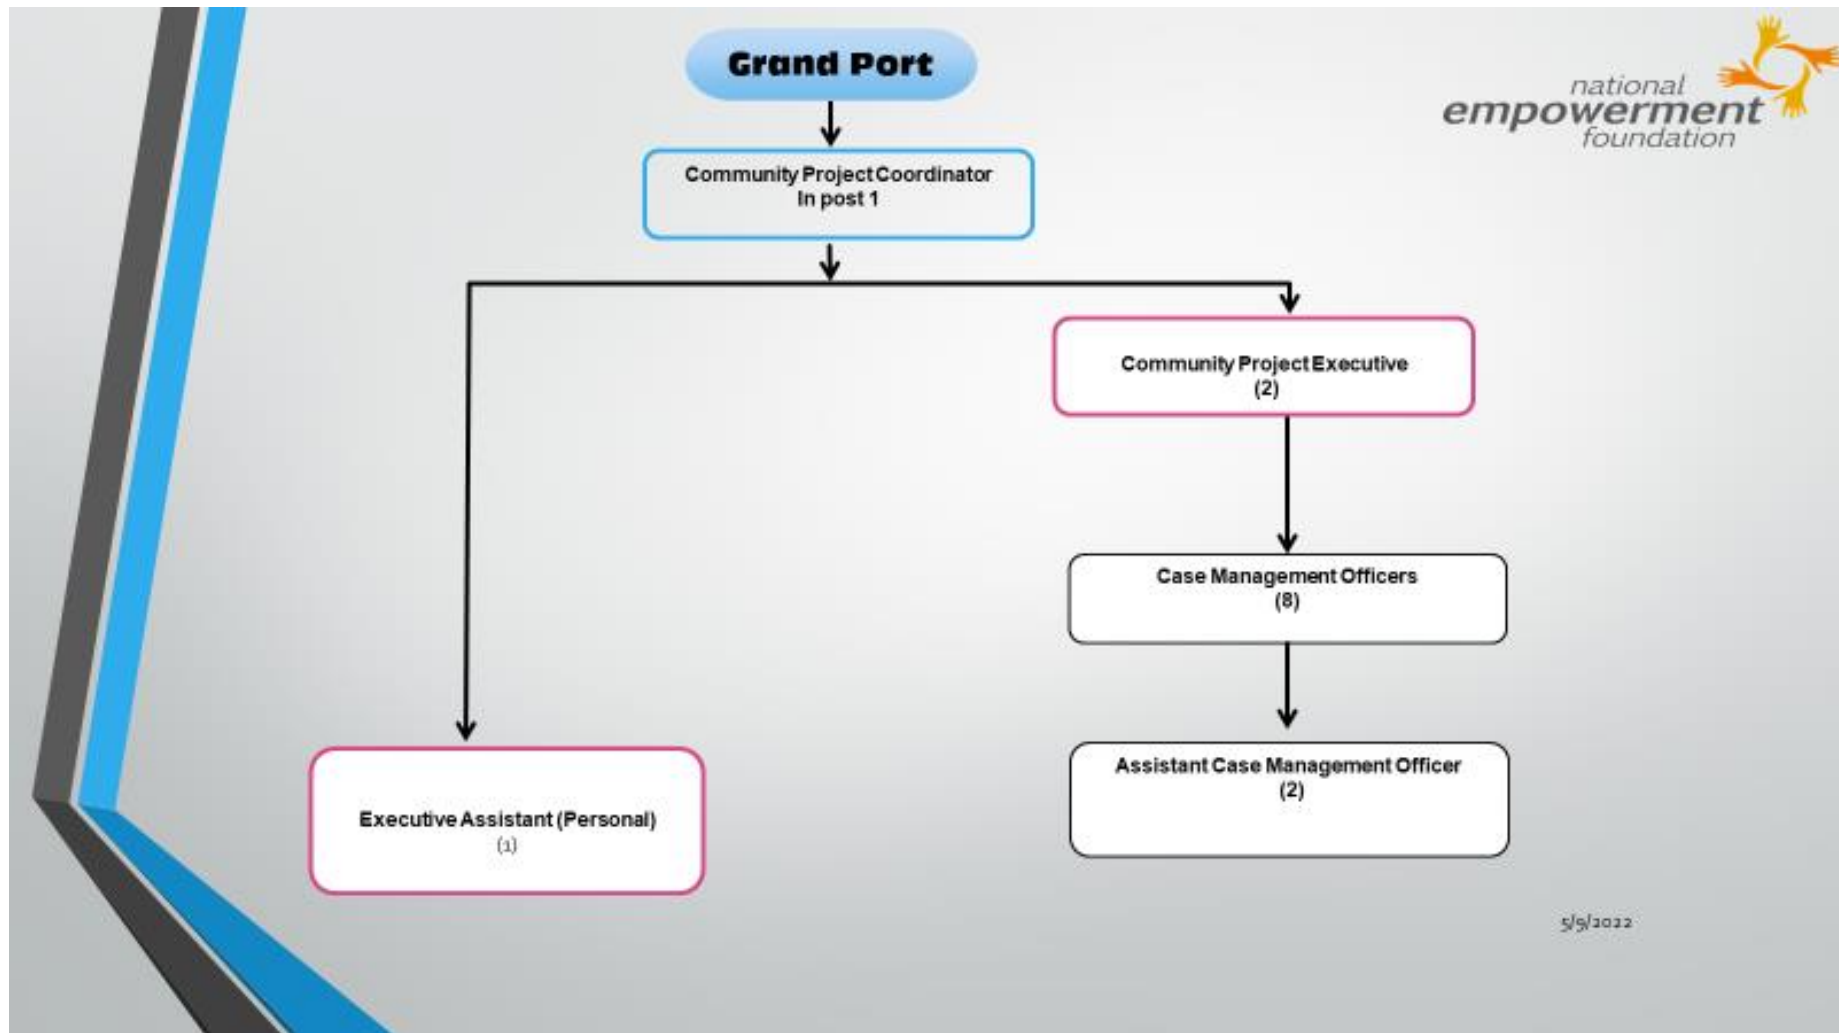 Grand Port
national
empowerment
foundation
Community Project Coordinator
In post 1
Community Project Executive
(2)
Case Management Officers
(8)
Assistant Case Management Officer
(2)
Executive Assistant (Personal)
(1)
5/9/2022